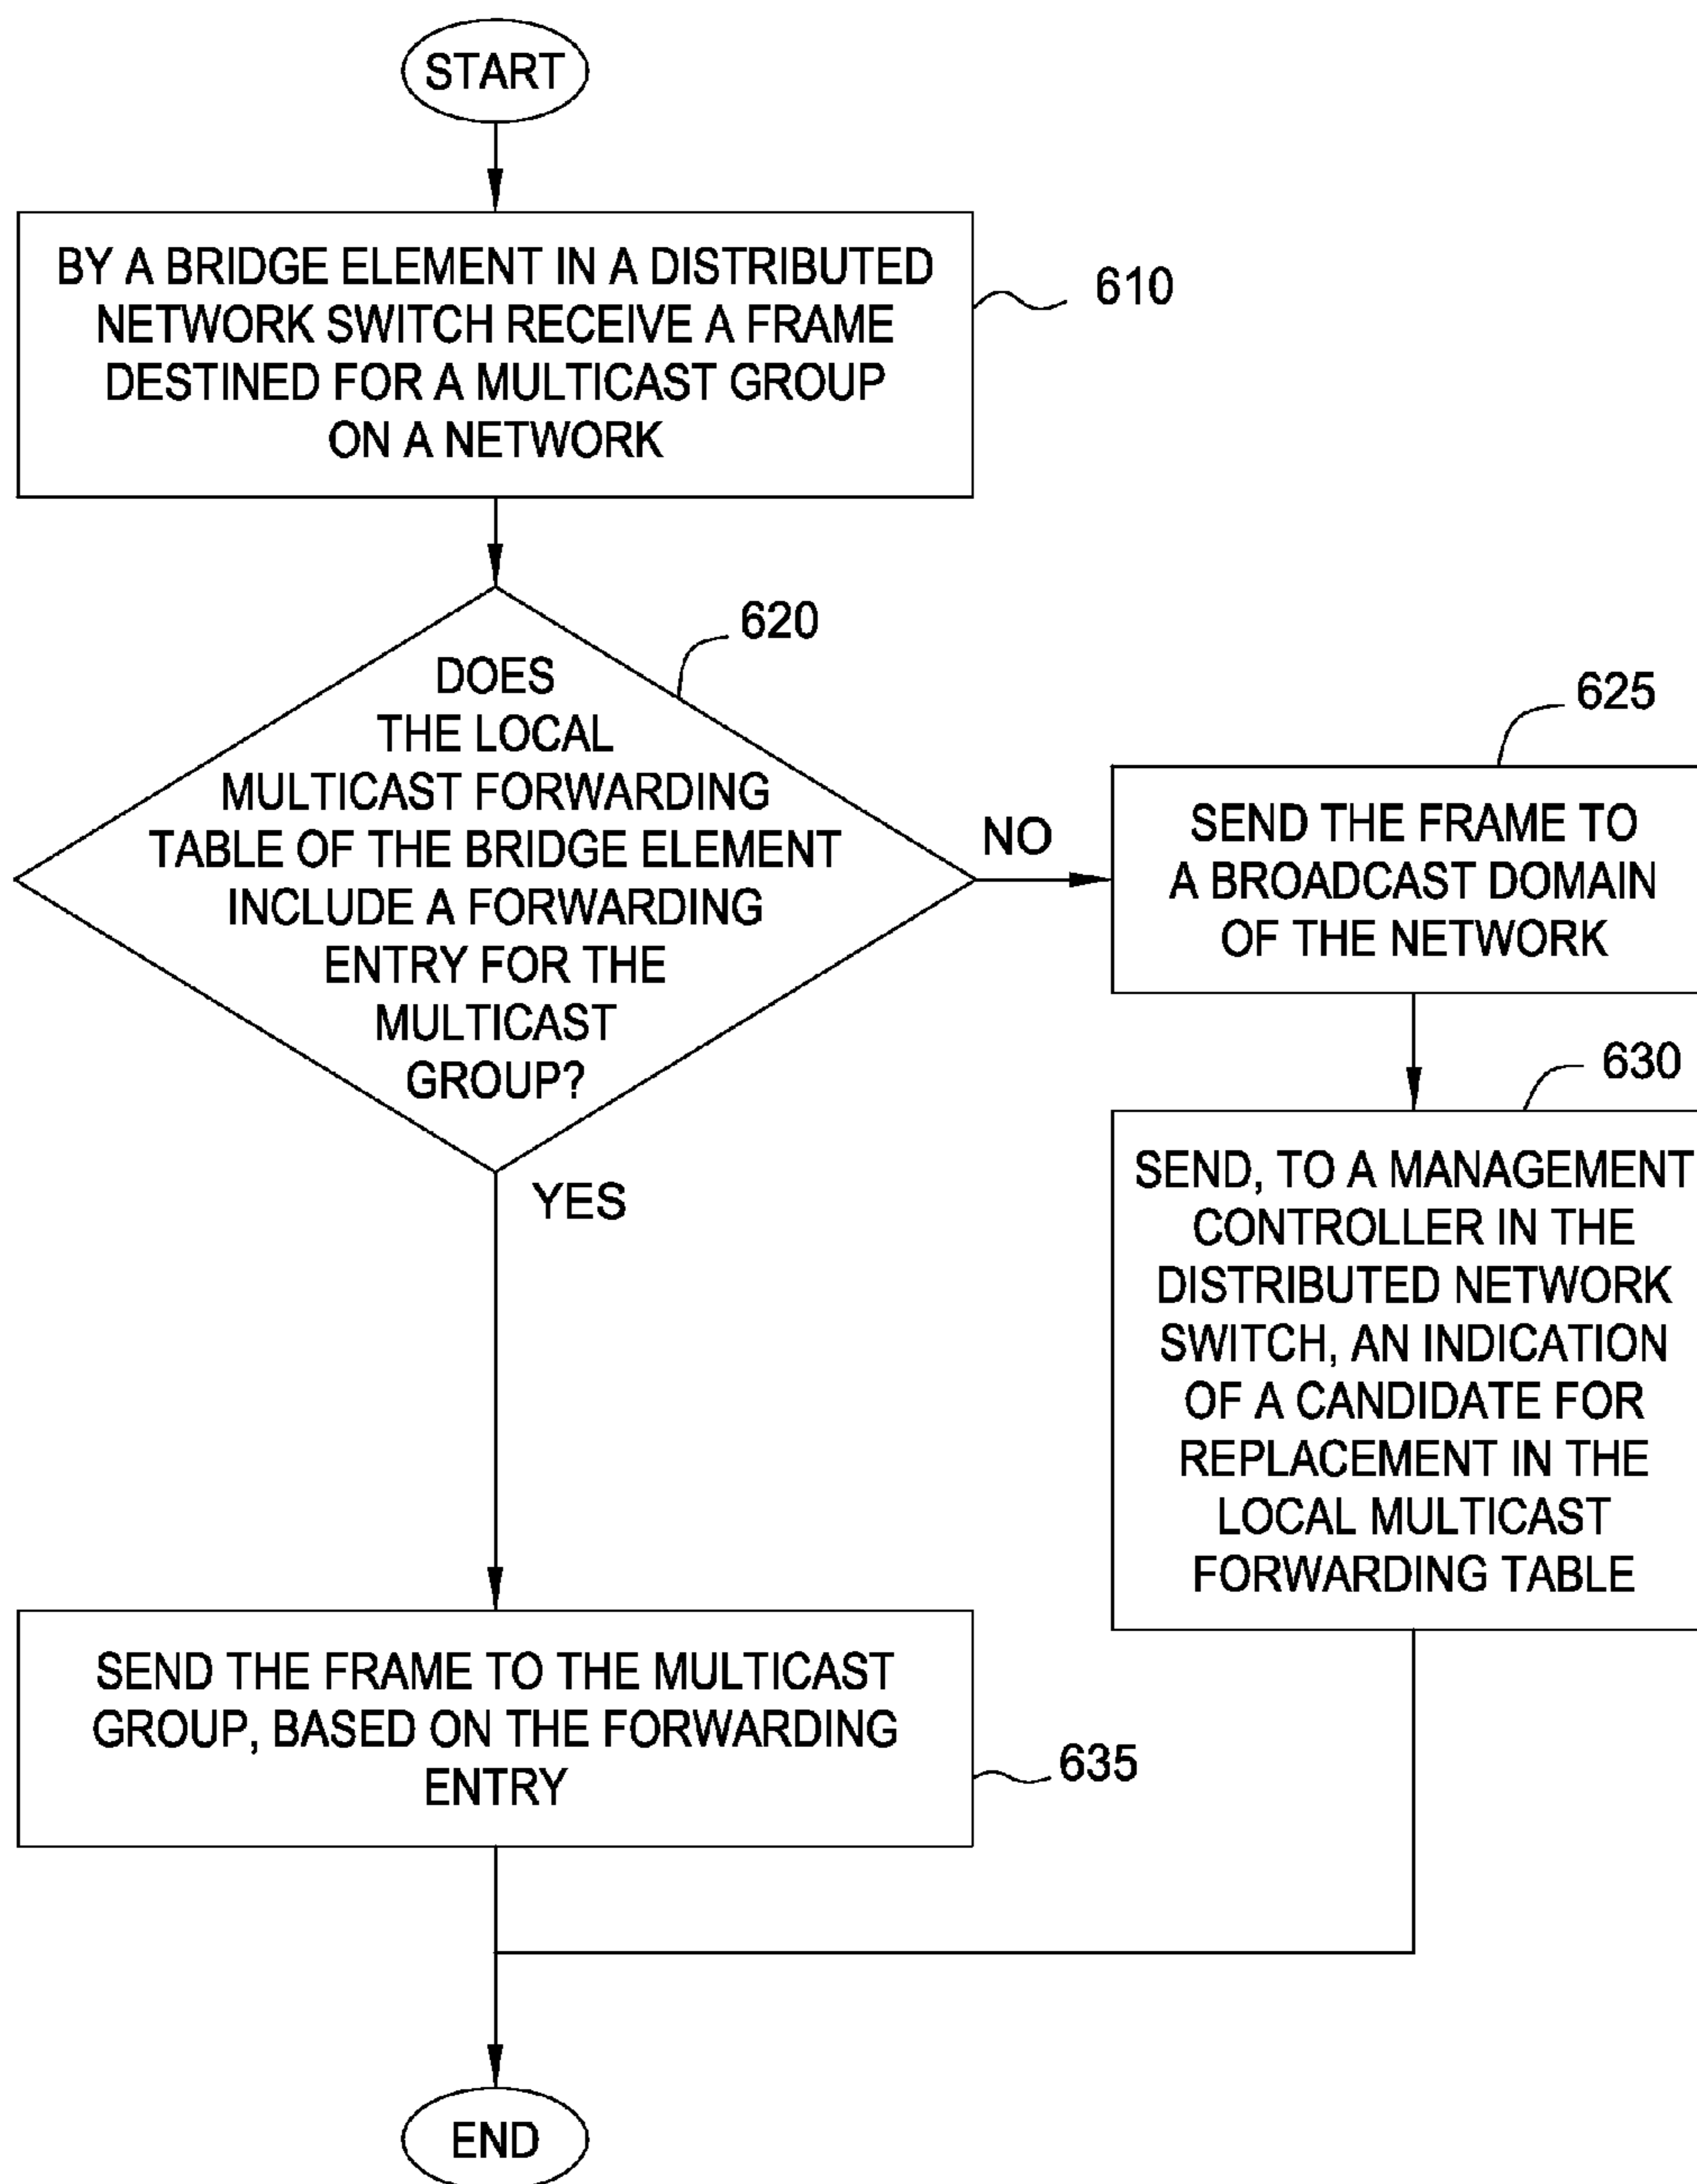 START
BY A BRIDGE ELEMENT IN A DISTRIBUTED
NETWORK SWITCH RECEIVE A FRAME
DESTINED FOR A MULTICAST GROUP
ON A NETWORK
610
620
DOES
THE LOCAL
MULTICAST FORWARDING
TABLE OF THE BRIDGE ELEMENT
INCLUDE A FORWARDING
ENTRY FOR THE
MULTICAST
GROUP?
NO
625
SEND THE FRAME TO
A BROADCAST DOMAIN
OF THE NETWORK
630
SEND, TO A MANAGEMENT
CONTROLLER IN THE
DISTRIBUTED NETWORK
SWITCH, AN INDICATION
OF A CANDIDATE FOR
REPLACEMENT IN THE
LOCAL MULTICAST
FORWARDING TABLE
YES
SEND THE FRAME TO THE MULTICAST
GROUP, BASED ON THE FORWARDING
ENTRY
635
END